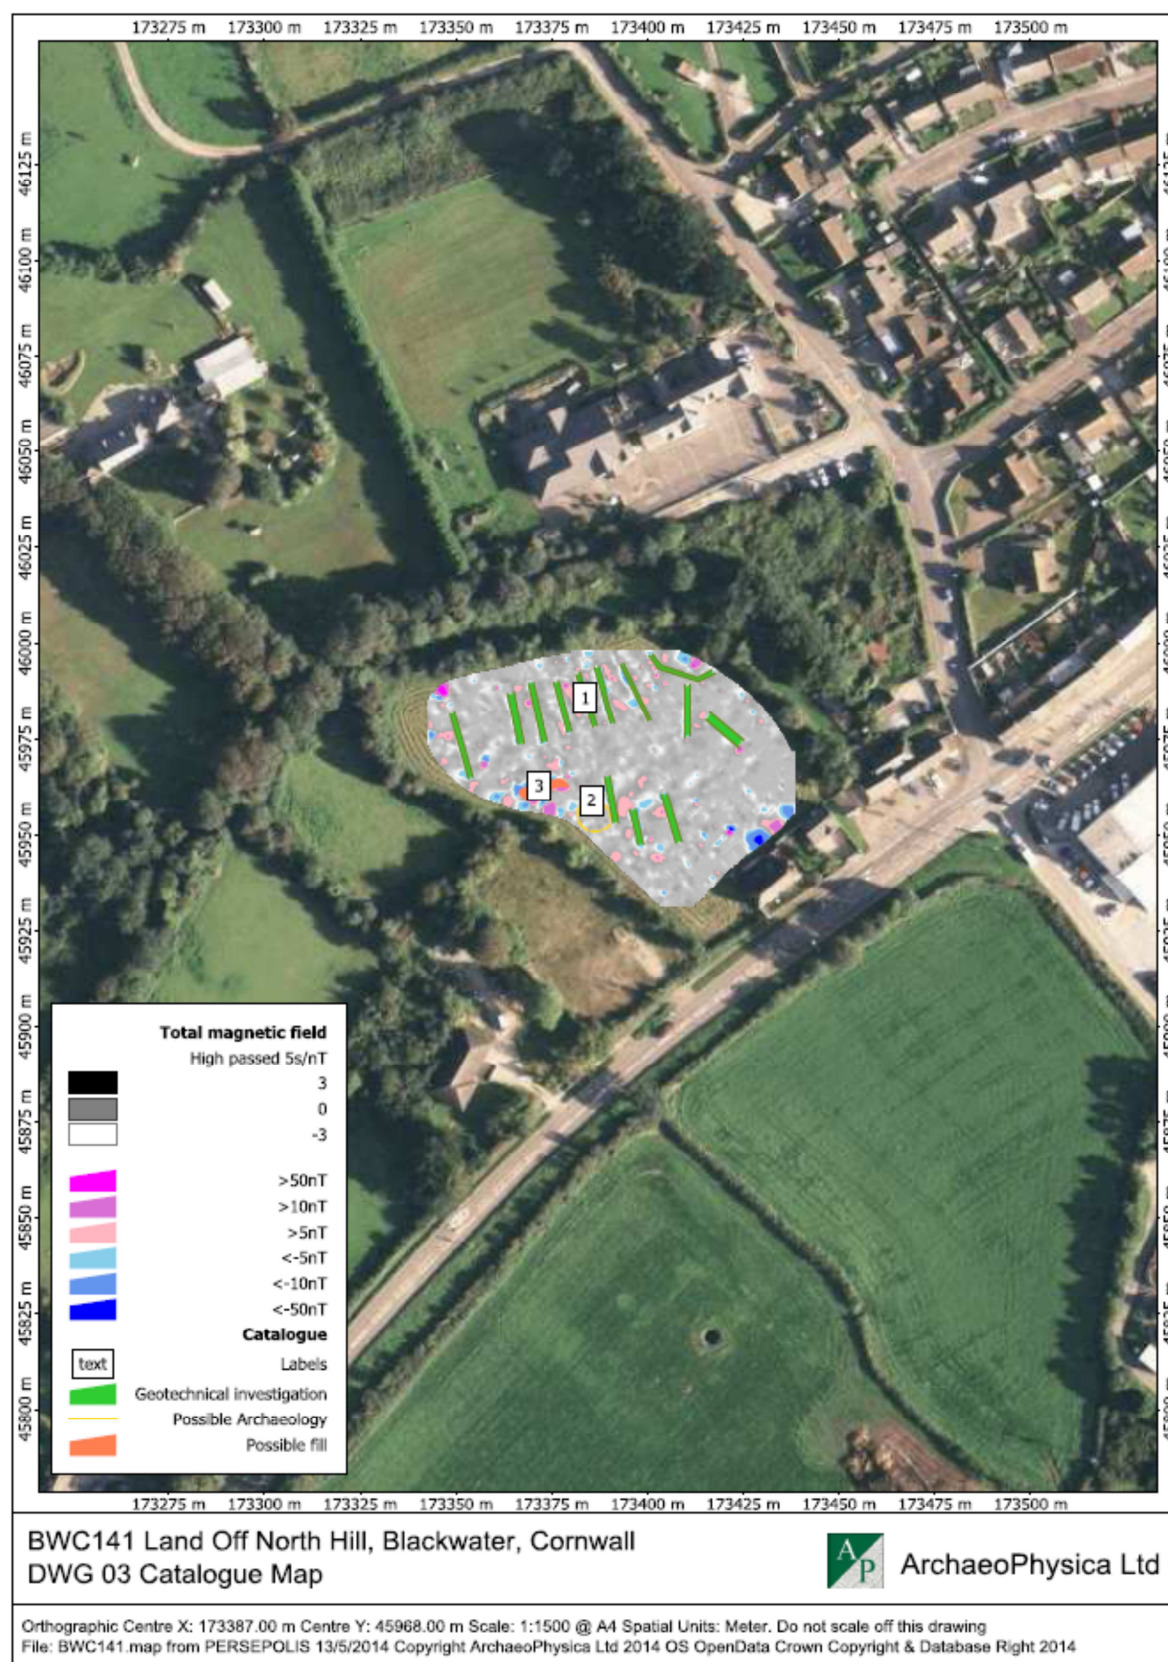 173275 m 173300 m 173325 m 173350 m 173375 m 173400 m 173425 m 173450 m 173475 m 173500 m
46125 m
46100 m
46075 m
46050 m
46025 m
46000 m
45975 m
45950 m
45925 m
45900 m
45875 m
45850 m
45825 m
45800 m
1
3
2
Total magnetic field
High passed 5s/nT
3
0
-3
>50nT
>10nT
>5nT
<-5nT
<-10nT
<-50nT
Catalogue
text Labels
Geotechnical investigation
Possible Archaeology
Possible fill
173275 m 173300 m 173325 m 173350 m 173375 m 173400 m 173425 m 173450 m 173475 m 173500 m
BWC141 Land Off North Hill, Blackwater, Cornwall
DWG 03 Catalogue Map
AP ArchaeoPhysica Ltd
Orthographic Centre X: 173387.00 m Centre Y: 45968.00 m Scale: 1:1500 @ A4 Spatial Units: Meter. Do not scale off this drawing
File: BWC141.map from PERSEPOLIS 13/5/2014 Copyright ArchaeoPhysica Ltd 2014 OS OpenData Crown Copyright & Database Right 2014